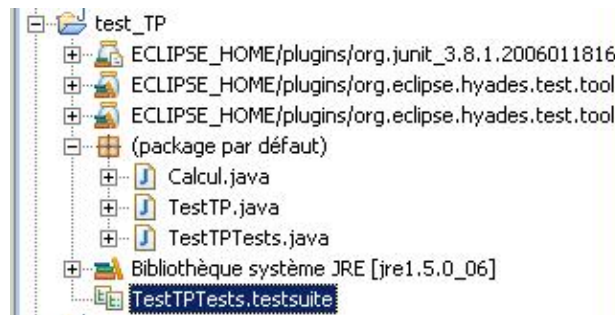 test_TP
ECLIPSE_HOME/plugins/org.junit_3.8.1.2006011816
ECLIPSE_HOME/plugins/org.eclipse.hyades.test.tool
ECLIPSE_HOME/plugins/org.eclipse.hyades.test.tool
(package par défaut)
Calcul.java
TestTP.java
TestTPTests.java
Bibliothèque système JRE [jre1.5.0_06]
TestTPTests.testsuite